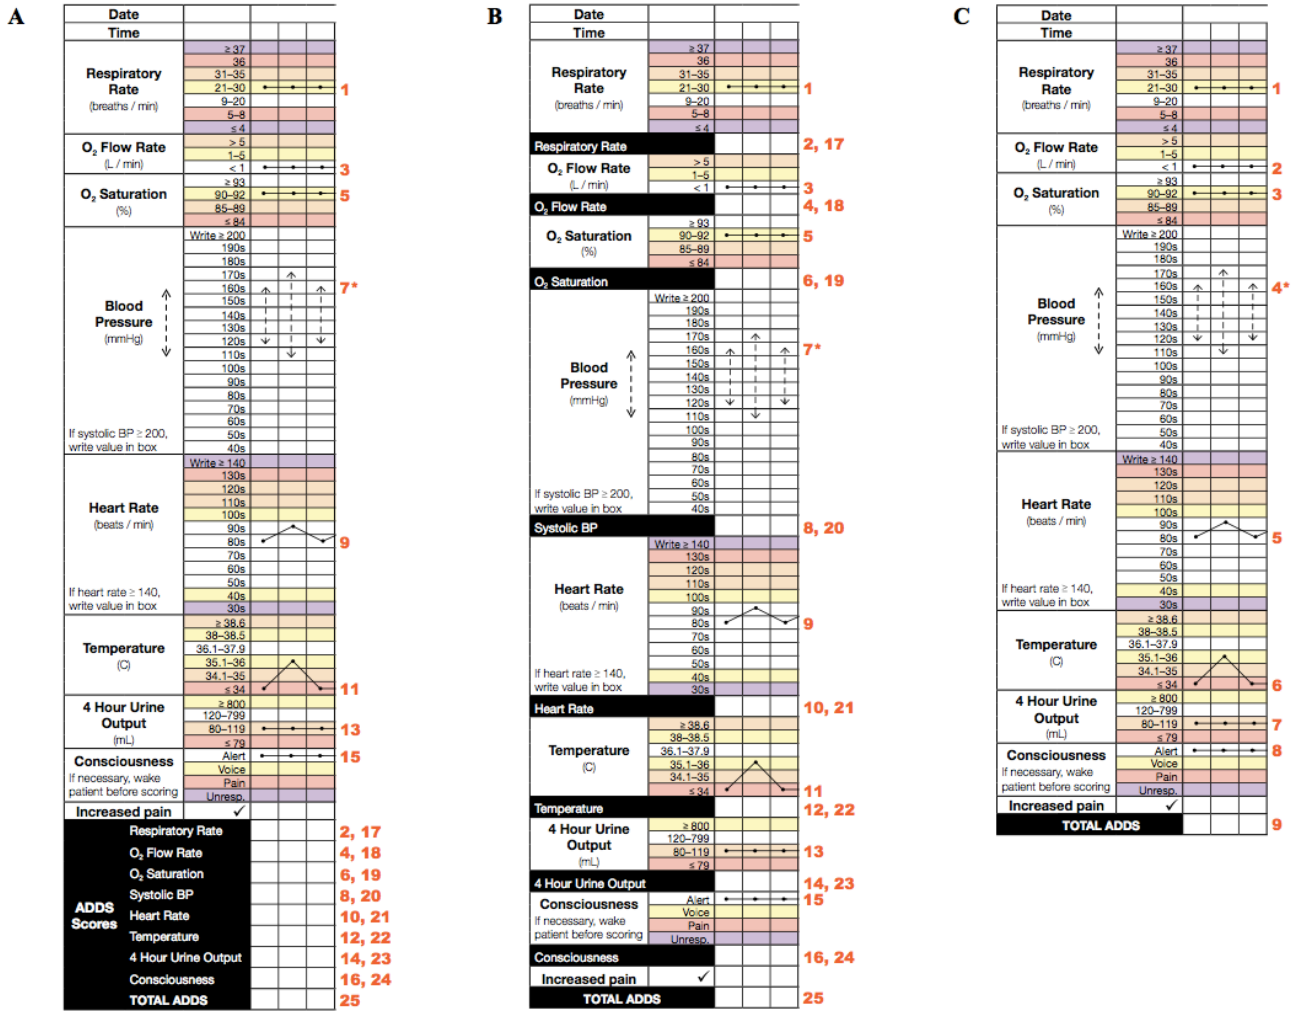 A
Date
Time
Respiratory Rate (breaths / min)
≥ 37
36
31–35
21–30 1
9–20
5–8
≤ 4
O₂ Flow Rate (L / min)
> 5
1–5
< 1 3
O₂ Saturation (%)
≥ 93
90–92 5
85–89
≤ 84
Blood Pressure (mmHg)
Write ≥ 200
190s
180s
170s
160s 7*
150s
140s
130s
120s
110s
100s
90s
80s
70s
60s
50s
40s
If systolic BP ≥ 200,
write value in box
Heart Rate (beats / min)
Write ≥ 140
130s
120s
110s
100s
90s
80s 9
70s
60s
50s
40s
30s
If heart rate ≥ 140,
write value in box
Temperature (C)
≥ 38.6
38–38.5
36.1–37.9
35.1–36
34.1–35
≤ 34 11
4 Hour Urine Output (mL)
≥ 800
120–799
80–119 13
≤ 79
Consciousness
If necessary, wake
patient before scoring
Alert 15
Voice
Pain
Unresp.
Increased pain ✓
ADDS Scores
Respiratory Rate 2, 17
O₂ Flow Rate 4, 18
O₂ Saturation 6, 19
Systolic BP 8, 20
Heart Rate 10, 21
Temperature 12, 22
4 Hour Urine Output 14, 23
Consciousness 16, 24
TOTAL ADDS 25
B
Date
Time
Respiratory Rate (breaths / min)
≥ 37
36
31–35
21–30 1
9–20
5–8
≤ 4
Respiratory Rate 2, 17
O₂ Flow Rate (L / min)
> 5
1–5
< 1 3
O₂ Flow Rate 4, 18
O₂ Saturation (%)
≥ 93
90–92 5
85–89
≤ 84
O₂ Saturation 6, 19
Blood Pressure (mmHg)
Write ≥ 200
190s
180s
170s
160s 7*
150s
140s
130s
120s
110s
100s
90s
80s
70s
60s
50s
40s
If systolic BP ≥ 200,
write value in box
Systolic BP 8, 20
Heart Rate (beats / min)
Write ≥ 140
130s
120s
110s
100s
90s
80s 9
70s
60s
50s
40s
30s
If heart rate ≥ 140,
write value in box
Heart Rate 10, 21
Temperature (C)
≥ 38.6
38–38.5
36.1–37.9
35.1–36
34.1–35
≤ 34 11
Temperature 12, 22
4 Hour Urine Output (mL)
≥ 800
120–799
80–119 13
≤ 79
4 Hour Urine Output 14, 23
Consciousness
If necessary, wake
patient before scoring
Alert 15
Voice
Pain
Unresp.
Consciousness 16, 24
Increased pain ✓
TOTAL ADDS 25
C
Date
Time
Respiratory Rate (breaths / min)
≥ 37
36
31–35
21–30 1
9–20
5–8
≤ 4
O₂ Flow Rate (L / min)
> 5
1–5
< 1 2
O₂ Saturation (%)
≥ 93
90–92 3
85–89
≤ 84
Blood Pressure (mmHg)
Write ≥ 200
190s
180s
170s
160s 4*
150s
140s
130s
120s
110s
100s
90s
80s
70s
60s
50s
40s
If systolic BP ≥ 200,
write value in box
Heart Rate (beats / min)
Write ≥ 140
130s
120s
110s
100s
90s
80s 5
70s
60s
50s
40s
30s
If heart rate ≥ 140,
write value in box
Temperature (C)
≥ 38.6
38–38.5
36.1–37.9
35.1–36
34.1–35
≤ 34 6
4 Hour Urine Output (mL)
≥ 800
120–799
80–119 7
≤ 79
Consciousness
If necessary, wake
patient before scoring
Alert 8
Voice
Pain
Unresp.
Increased pain ✓
TOTAL ADDS 9